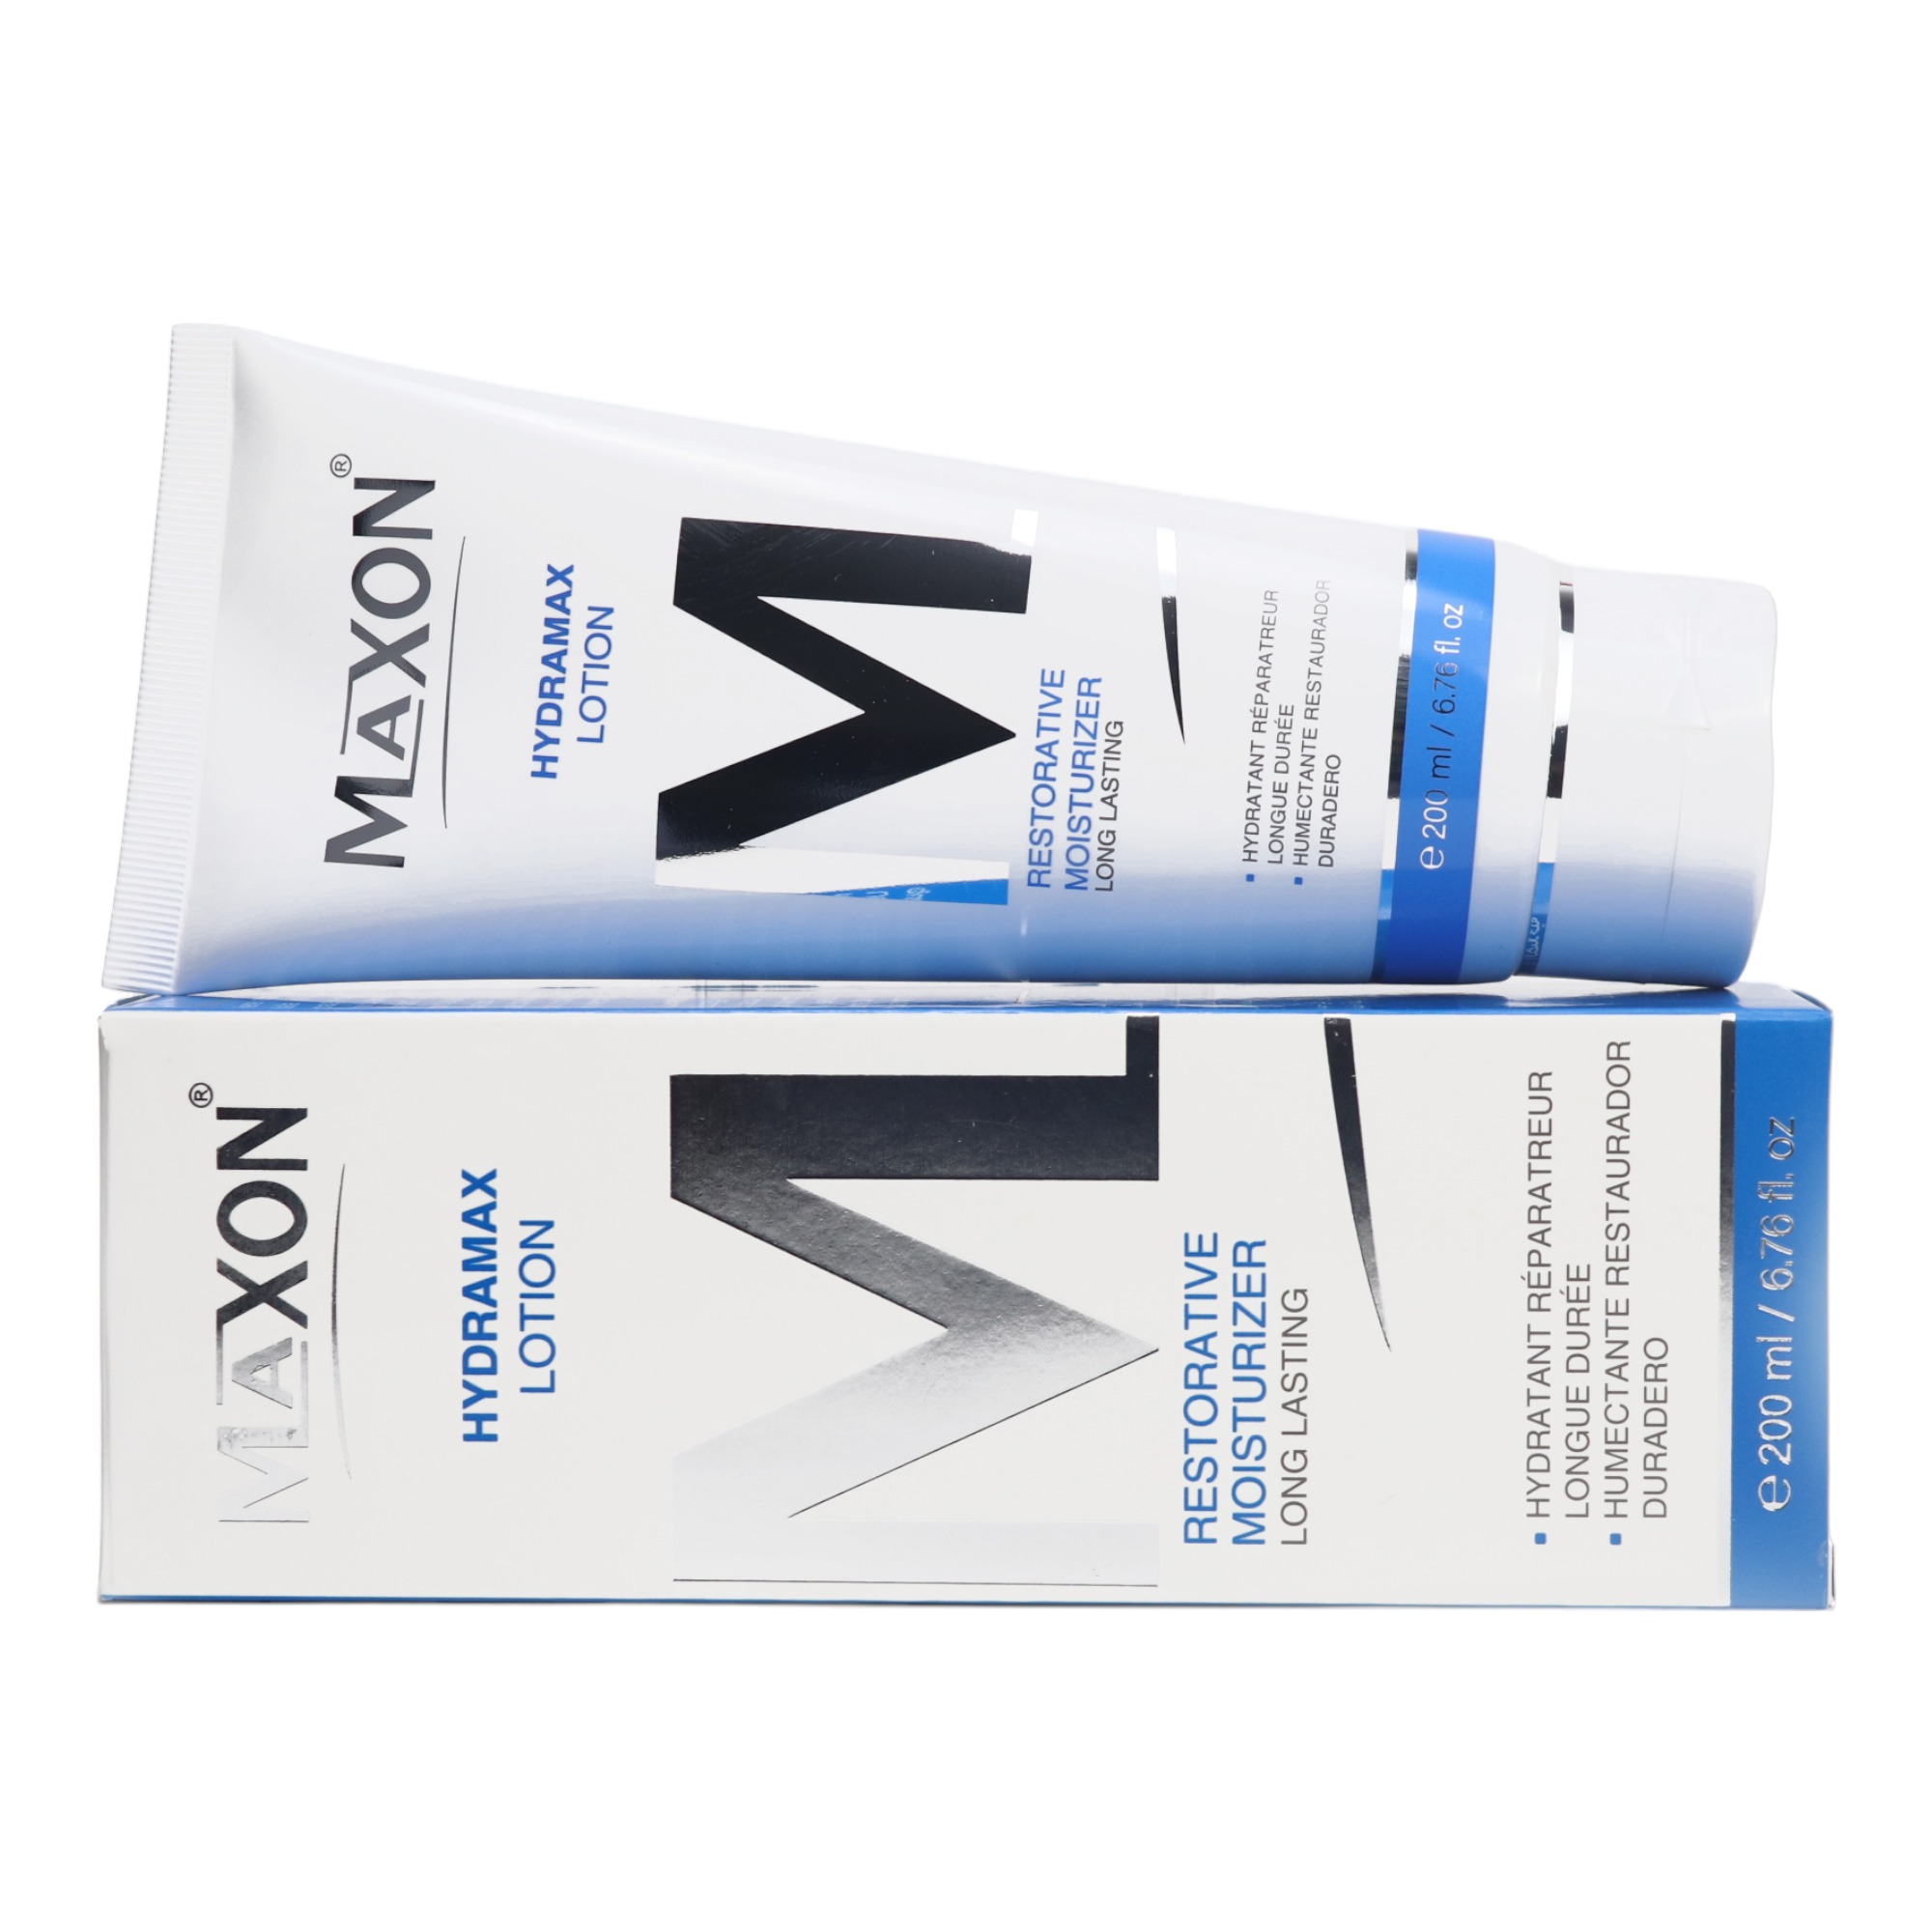 MAXON®
HYDRAMAX
LOTION
M
RESTORATIVE
MOISTURIZER
LONG LASTING
▪ HYDRATANT RÉPARATREUR
LONGUE DURÉE
▪ HUMECTANTE RESTAURADOR
DURADERO
℮ 200 ml / 6.76 fl. oz
MAXON®
HYDRAMAX
LOTION
M
RESTORATIVE
MOISTURIZER
LONG LASTING
▪ HYDRATANT RÉPARATREUR
LONGUE DURÉE
▪ HUMECTANTE RESTAURADOR
DURADERO
℮ 200 ml / 6.76 fl. oz